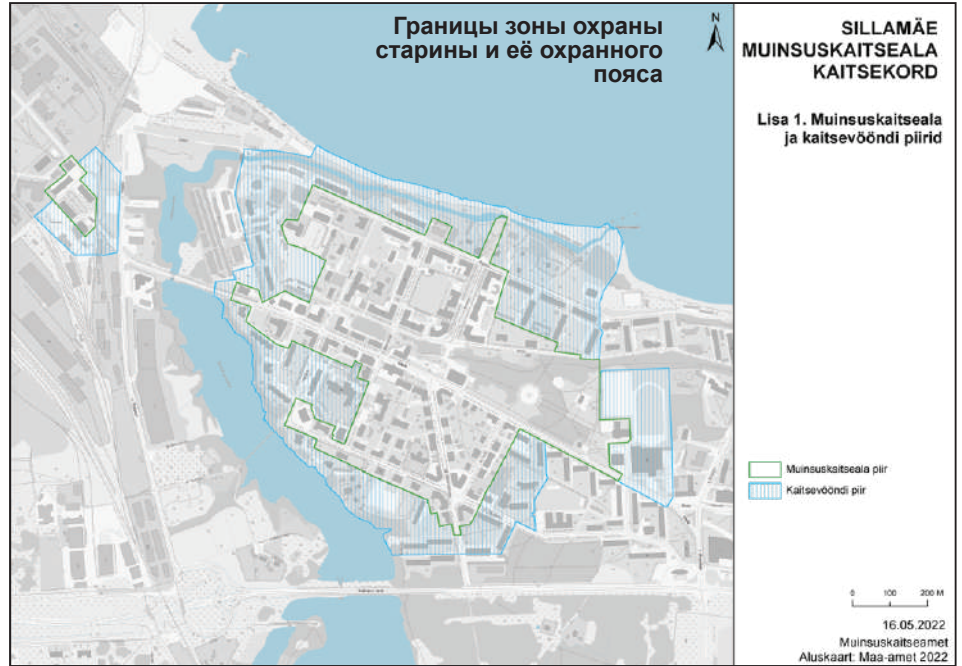 Границы зоны охраны
старины и её охранного
пояса
N
SILLAMÄE
MUINSUSKAITSEALA
KAITSEKORD
Lisa 1. Muinsuskaitseala
ja kaitsevööndi piirid
Muinsuskaitseala piir
Kaitsevööndi piir
0 100 200 M
16.05.2022
Muinsuskaitseamet
Aluskaart: Maa-amet 2022